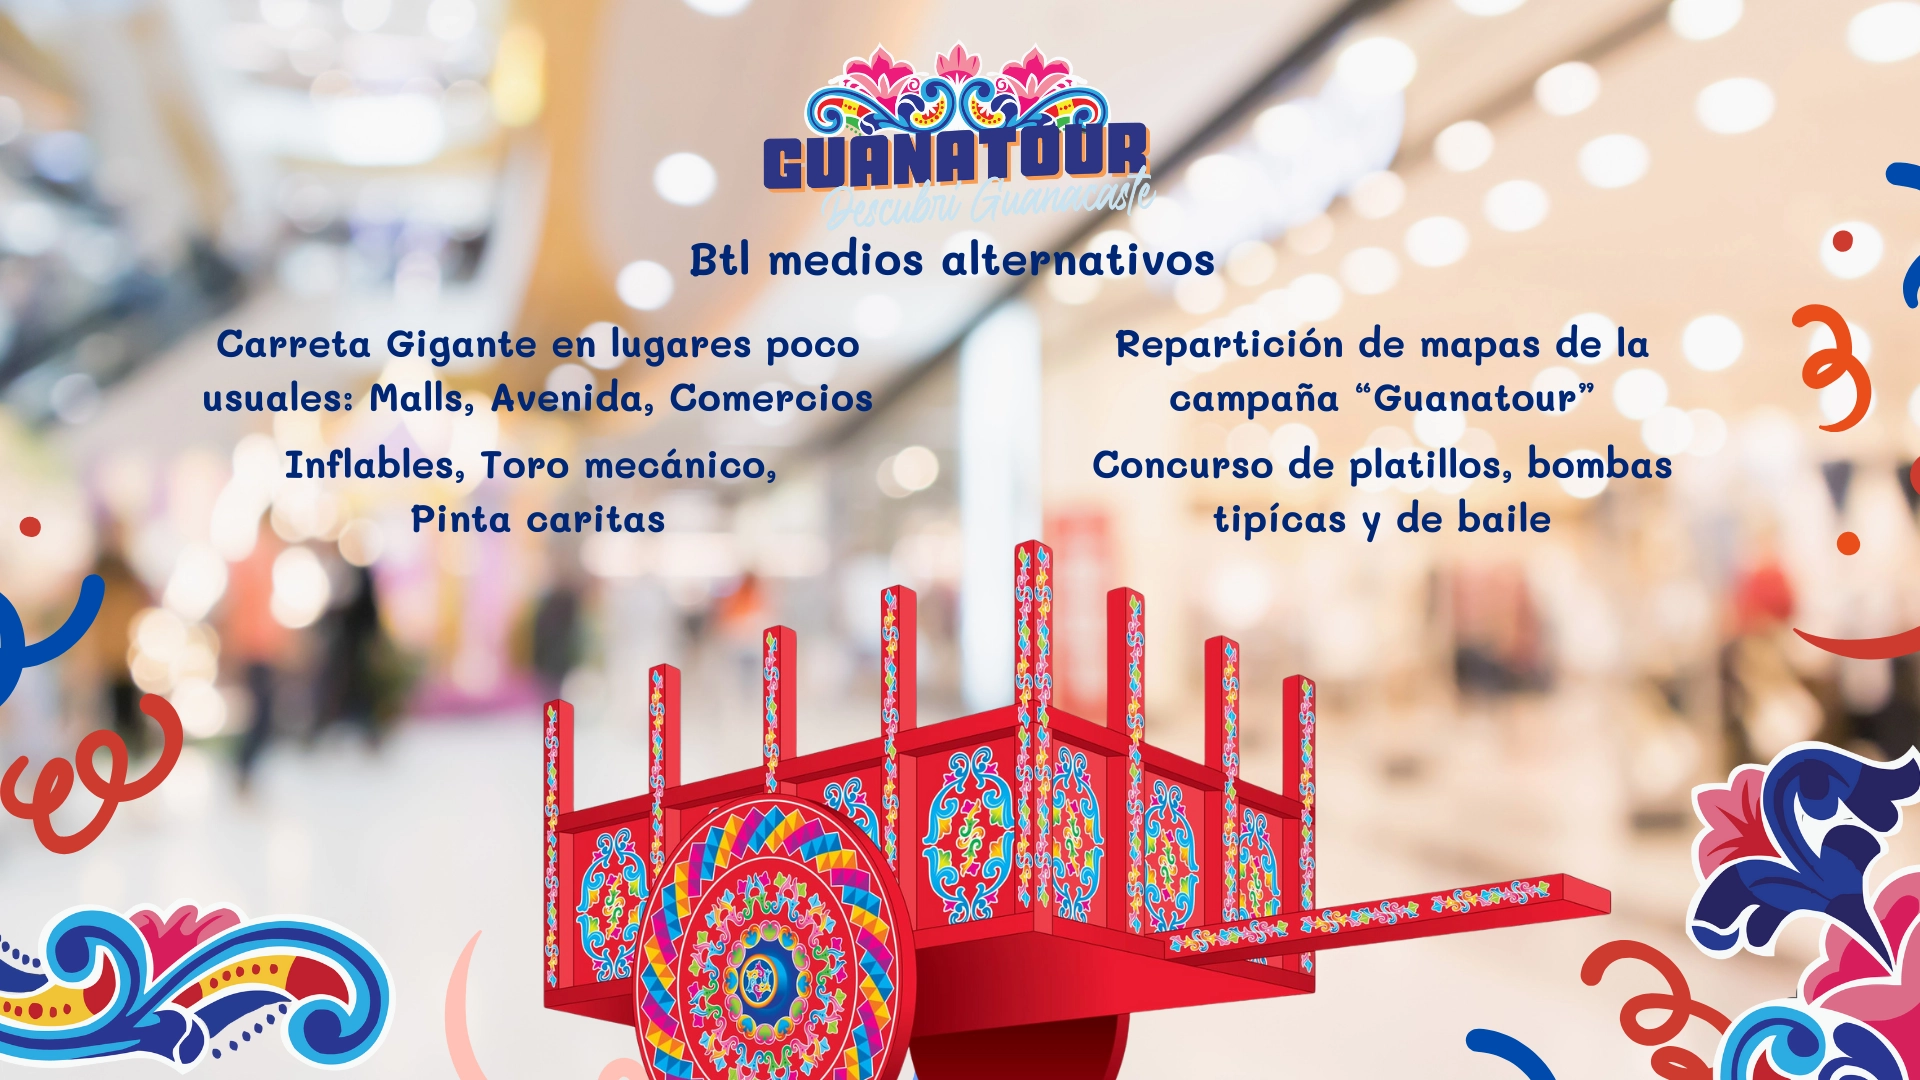 GUANATOUR
Descubrí Guanacaste
Btl medios alternativos
Carreta Gigante en lugares poco
usuales: Malls, Avenida, Comercios
Inflables, Toro mecánico,
Pinta caritas
Repartición de mapas de la
campaña “Guanatour”
Concurso de platillos, bombas
tipícas y de baile